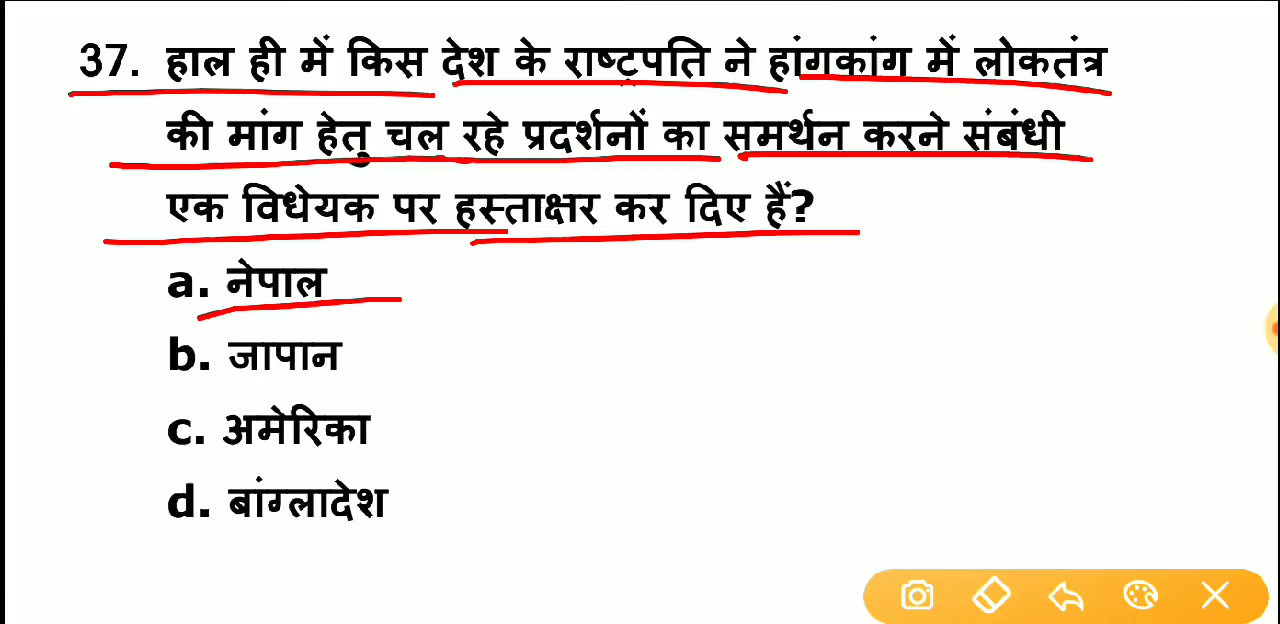 37. हाल ही में किस देश के राष्ट्रपति ने हांगकांग में लोकतंत्र
की मांग हेतु चल रहे प्रदर्शनों का समर्थन करने संबंधी
एक विधेयक पर हस्ताक्षर कर दिए हैं?
a. नेपाल
b. जापान
c. अमेरिका
d. बांग्लादेश